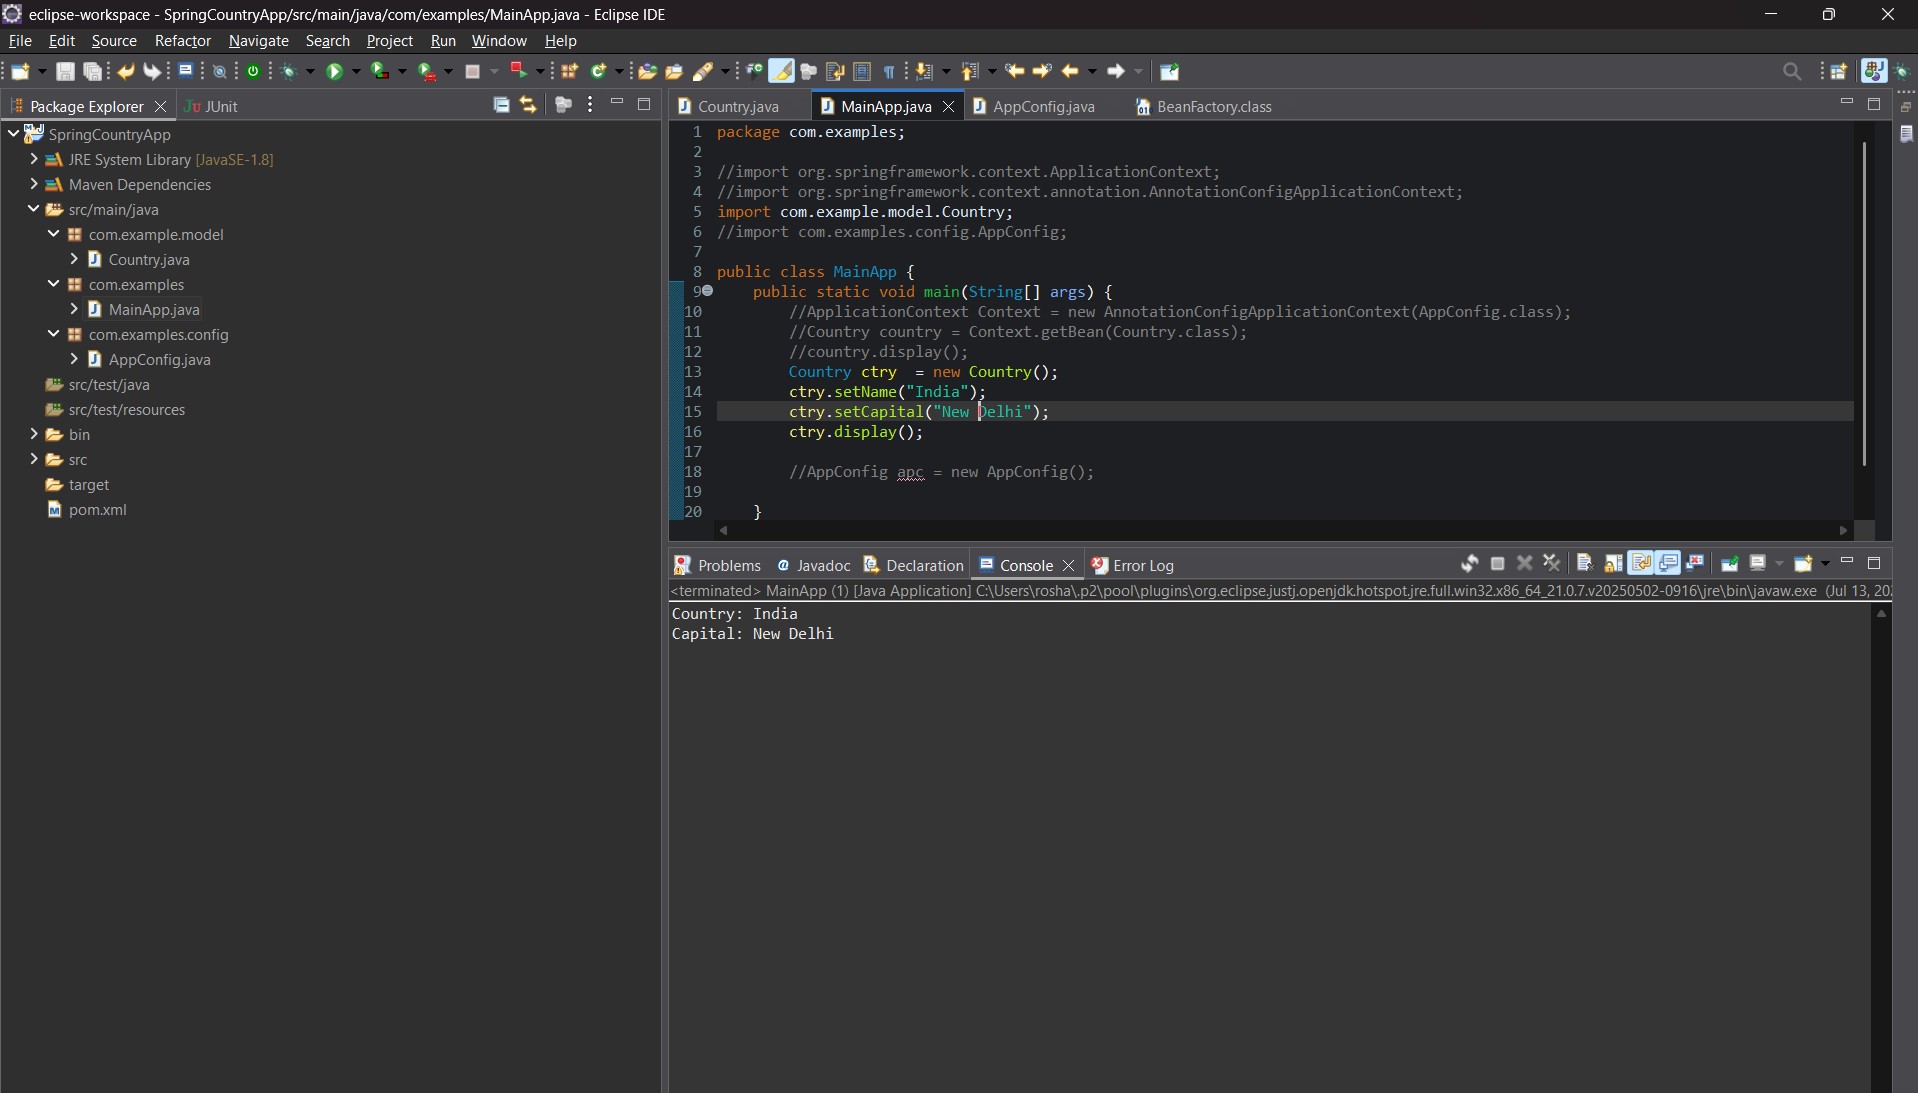 eclipse-workspace - SpringCountryApp/src/main/java/com/examples/MainApp.java - Eclipse IDE
File Edit Source Refactor Navigate Search Project Run Window Help
Package Explorer
JUnit
SpringCountryApp
JRE System Library [JavaSE-1.8]
Maven Dependencies
src/main/java
com.example.model
Country.java
com.examples
MainApp.java
com.examples.config
AppConfig.java
src/test/java
src/test/resources
bin
src
target
pom.xml
Country.java MainApp.java AppConfig.java BeanFactory.class
1 package com.examples;
2
3 //import org.springframework.context.ApplicationContext;
4 //import org.springframework.context.annotation.AnnotationConfigApplicationContext;
5 import com.example.model.Country;
6 //import com.examples.config.AppConfig;
7
8 public class MainApp {
9 public static void main(String[] args) {
10 //ApplicationContext Context = new AnnotationConfigApplicationContext(AppConfig.class);
11 //Country country = Context.getBean(Country.class);
12 //country.display();
13 Country ctry  = new Country();
14 ctry.setName("India");
15 ctry.setCapital("New Delhi");
16 ctry.display();
17
18 //AppConfig apc = new AppConfig();
19
20 }
Problems Javadoc Declaration Console Error Log
<terminated> MainApp (1) [Java Application] C:\Users\rosha\.p2\pool\plugins\org.eclipse.justj.openjdk.hotspot.jre.full.win32.x86_64_21.0.7.v20250502-0916\jre\bin\javaw.exe (Jul 13, 20
Country: India
Capital: New Delhi